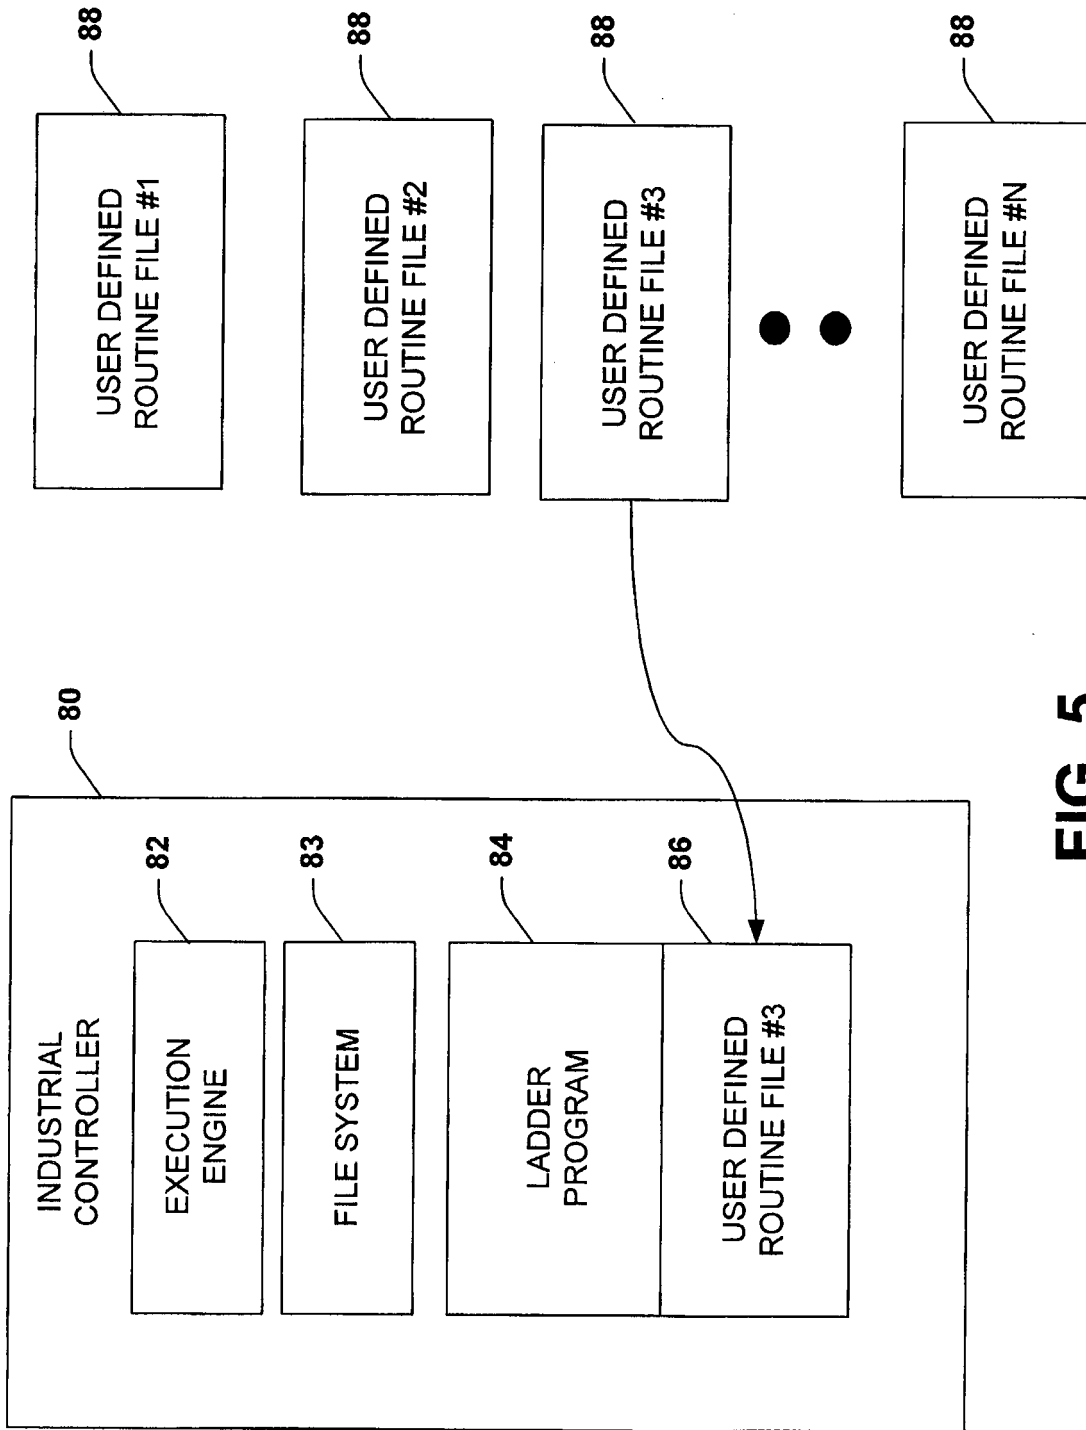 INDUSTRIAL
CONTROLLER
80
EXECUTION
ENGINE
82
FILE SYSTEM
83
LADDER
PROGRAM
84
USER DEFINED
ROUTINE FILE #3
86
USER DEFINED
ROUTINE FILE #1
88
USER DEFINED
ROUTINE FILE #2
88
USER DEFINED
ROUTINE FILE #3
88
USER DEFINED
ROUTINE FILE #N
88
FIG. 5